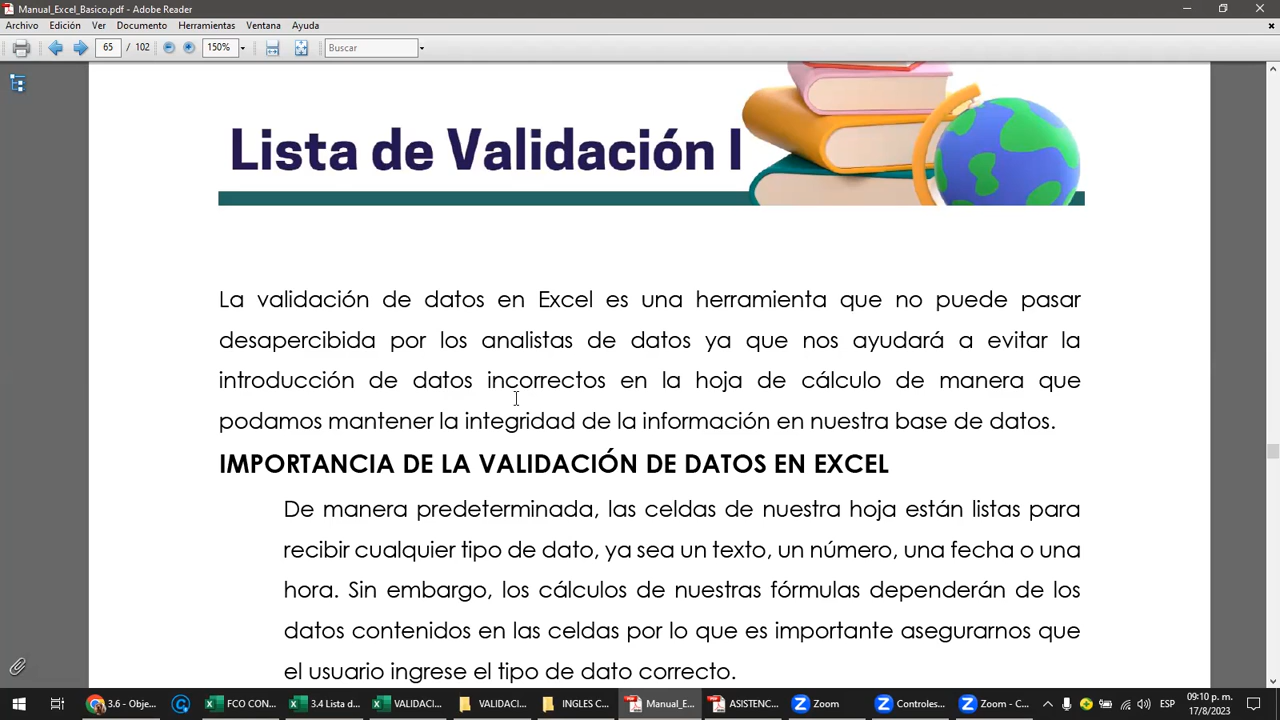 Manual_Excel_Basico.pdf - Adobe Reader
Archivo Edición Ver Documento Herramientas Ventana Ayuda
65 / 102 150% Buscar
Lista de Validación I
La validación de datos en Excel es una herramienta que no puede pasar
desapercibida por los analistas de datos ya que nos ayudará a evitar la
introducción de datos incorrectos en la hoja de cálculo de manera que
podamos mantener la integridad de la información en nuestra base de datos.
IMPORTANCIA DE LA VALIDACIÓN DE DATOS EN EXCEL
De manera predeterminada, las celdas de nuestra hoja están listas para
recibir cualquier tipo de dato, ya sea un texto, un número, una fecha o una
hora. Sin embargo, los cálculos de nuestras fórmulas dependerán de los
datos contenidos en las celdas por lo que es importante asegurarnos que
el usuario ingrese el tipo de dato correcto.
3.6 - Obje... FCO CON... 3.4 Lista d... VALIDACI... VALIDACI... INGLES C... Manual_E... ASISTENC... Zoom Controles... Zoom - C... ESP 09:10 p. m.
17/8/2023